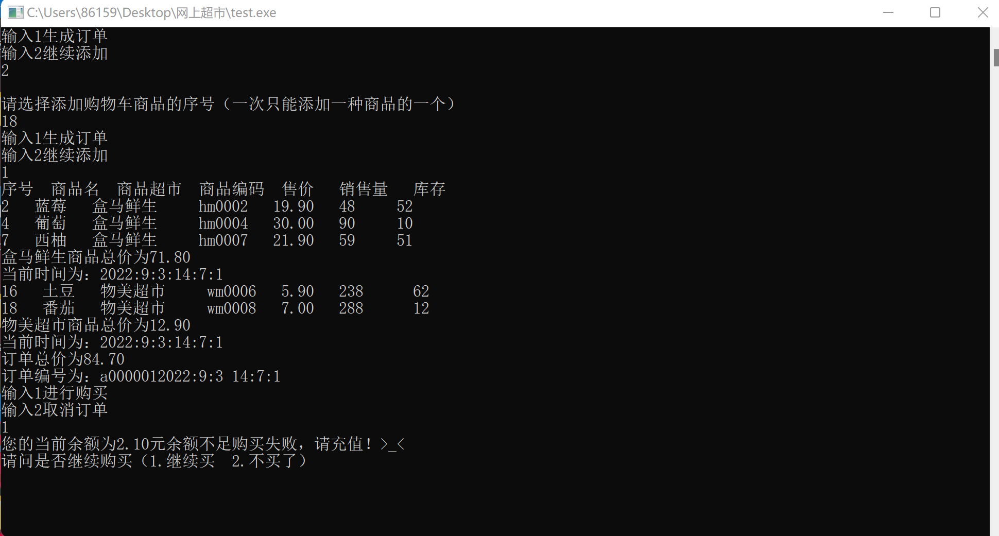 C:\Users\86159\Desktop\网上超市\test.exe
输入1生成订单
输入2继续添加
2
请选择添加购物车商品的序号（一次只能添加一种商品的一个）
18
输入1生成订单
输入2继续添加
1
序号 商品名 商品超市 商品编码 售价 销售量 库存
2 蓝莓 盒马鲜生 hm0002 19.90 48 52
4 葡萄 盒马鲜生 hm0004 30.00 90 10
7 西柚 盒马鲜生 hm0007 21.90 59 51
盒马鲜生商品总价为71.80
当前时间为：2022:9:3:14:7:1
16 土豆 物美超市 wm0006 5.90 238 62
18 番茄 物美超市 wm0008 7.00 288 12
物美超市商品总价为12.90
当前时间为：2022:9:3:14:7:1
订单总价为84.70
订单编号为：a0000012022:9:3 14:7:1
输入1进行购买
输入2取消订单
1
您的当前余额为2.10元余额不足购买失败，请充值！>_<
请问是否继续购买（1.继续买 2.不买了）